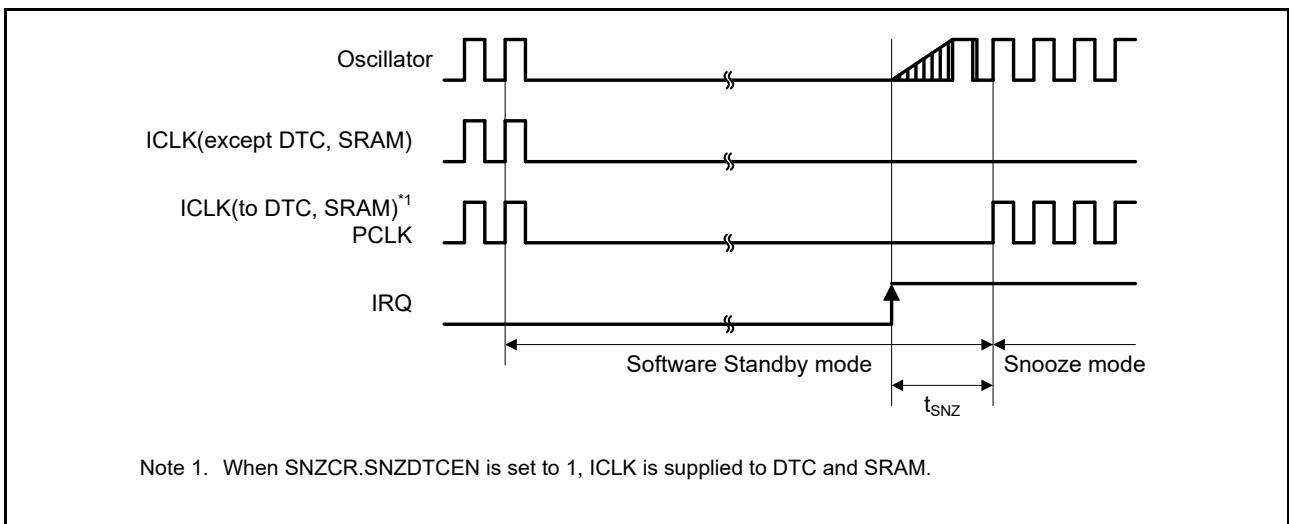 Oscillator
ICLK(except DTC, SRAM)
ICLK(to DTC, SRAM)*1
PCLK
IRQ
Software Standby mode
Snooze mode
tSNZ
Note 1. When SNZCR.SNZDTCEN is set to 1, ICLK is supplied to DTC and SRAM.